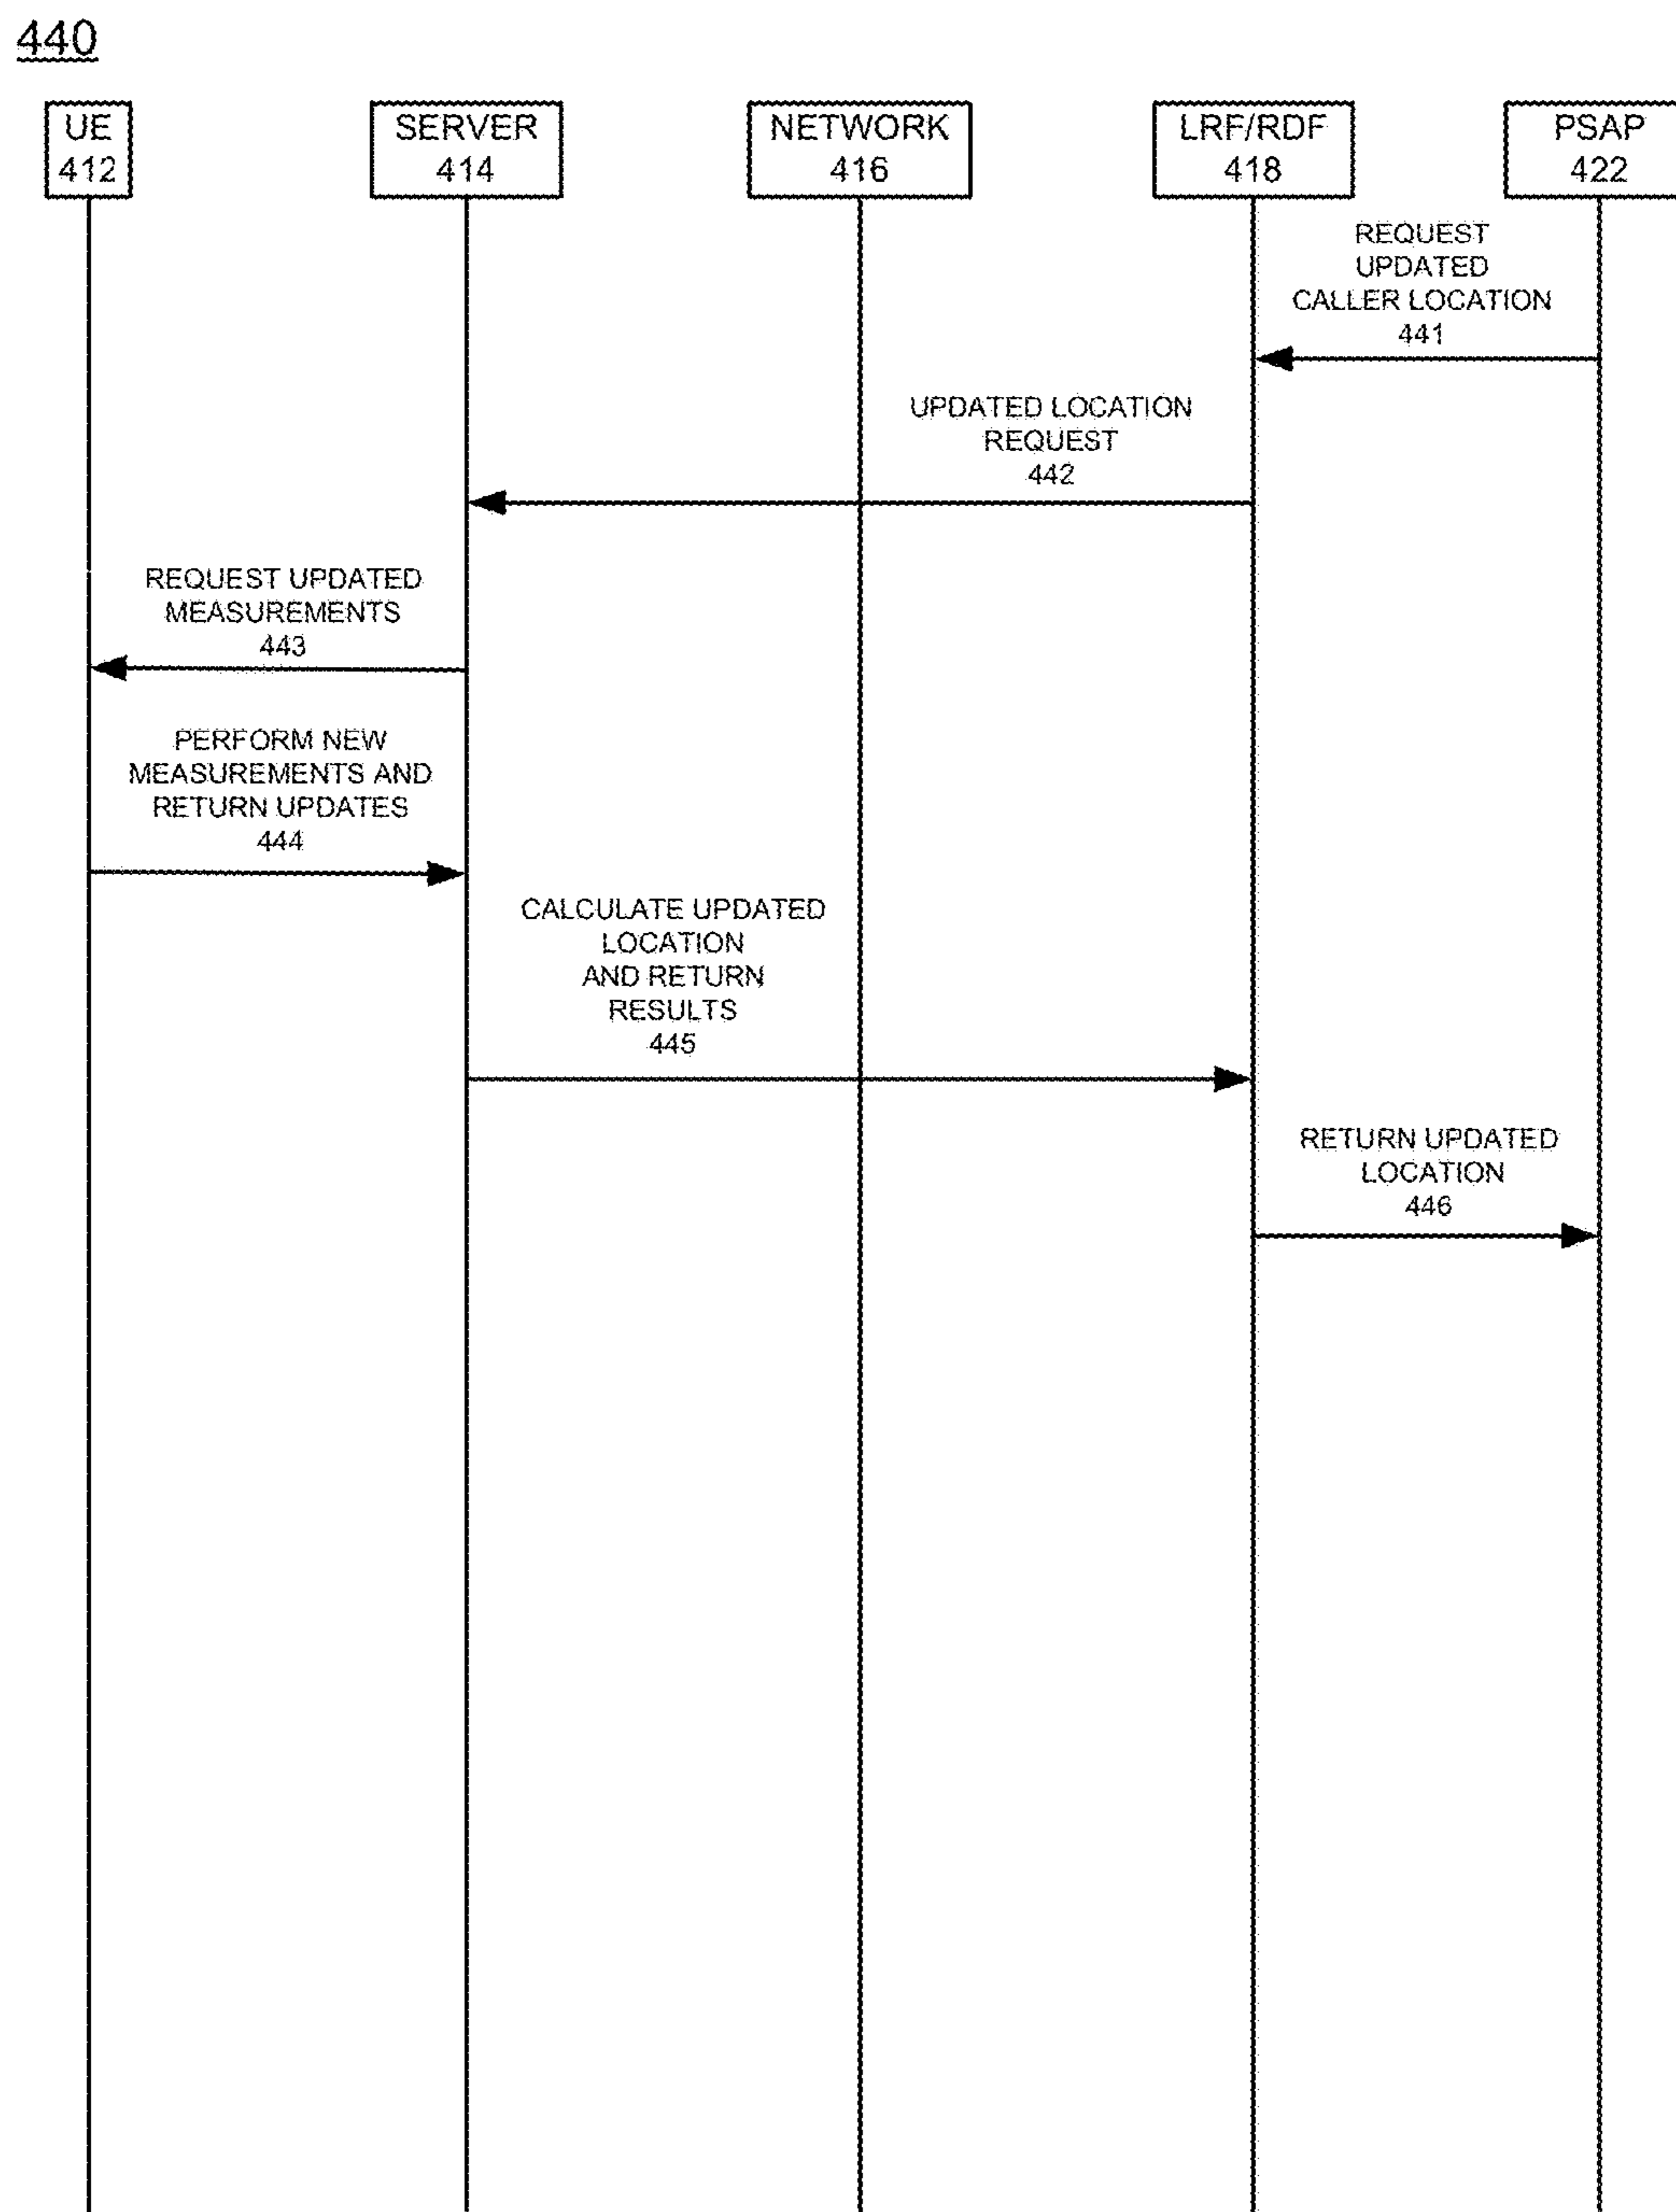 440
UE
412
SERVER
414
NETWORK
416
LRF/RDF
418
PSAP
422
REQUEST
UPDATED
CALLER LOCATION
441
UPDATED LOCATION
REQUEST
442
REQUEST UPDATED
MEASUREMENTS
443
PERFORM NEW
MEASUREMENTS AND
RETURN UPDATES
444
CALCULATE UPDATED
LOCATION
AND RETURN
RESULTS
445
RETURN UPDATED
LOCATION
446